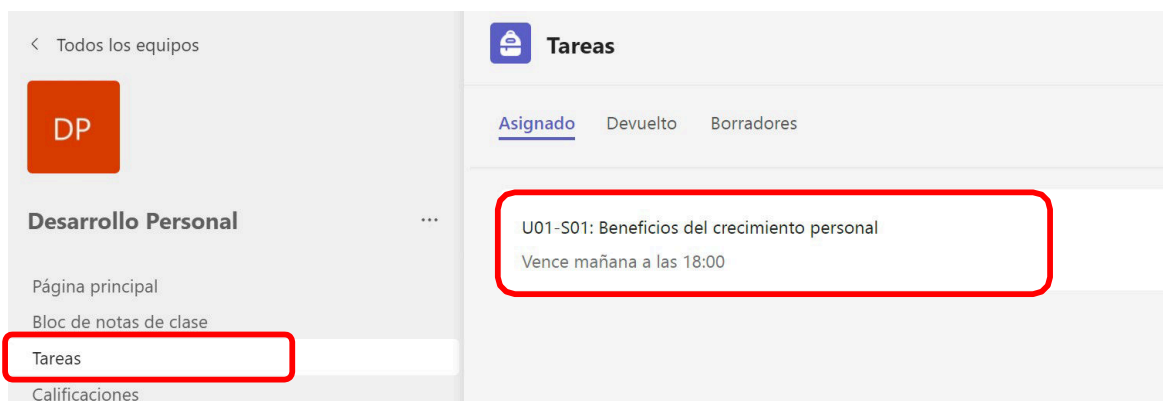 < Todos los equipos
DP
Desarrollo Personal ...
Página principal
Bloc de notas de clase
Tareas
Calificaciones
Tareas
Asignado Devuelto Borradores
U01-S01: Beneficios del crecimiento personal
Vence mañana a las 18:00